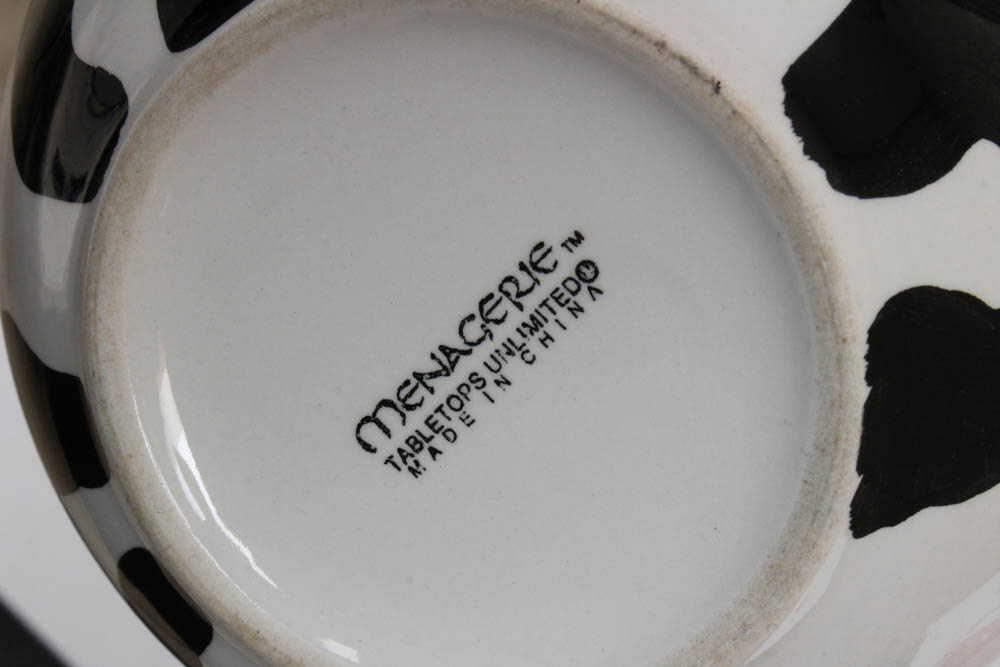 MENAGERIE™
TABLETOPS UNLIMITED®
MADE IN CHINA